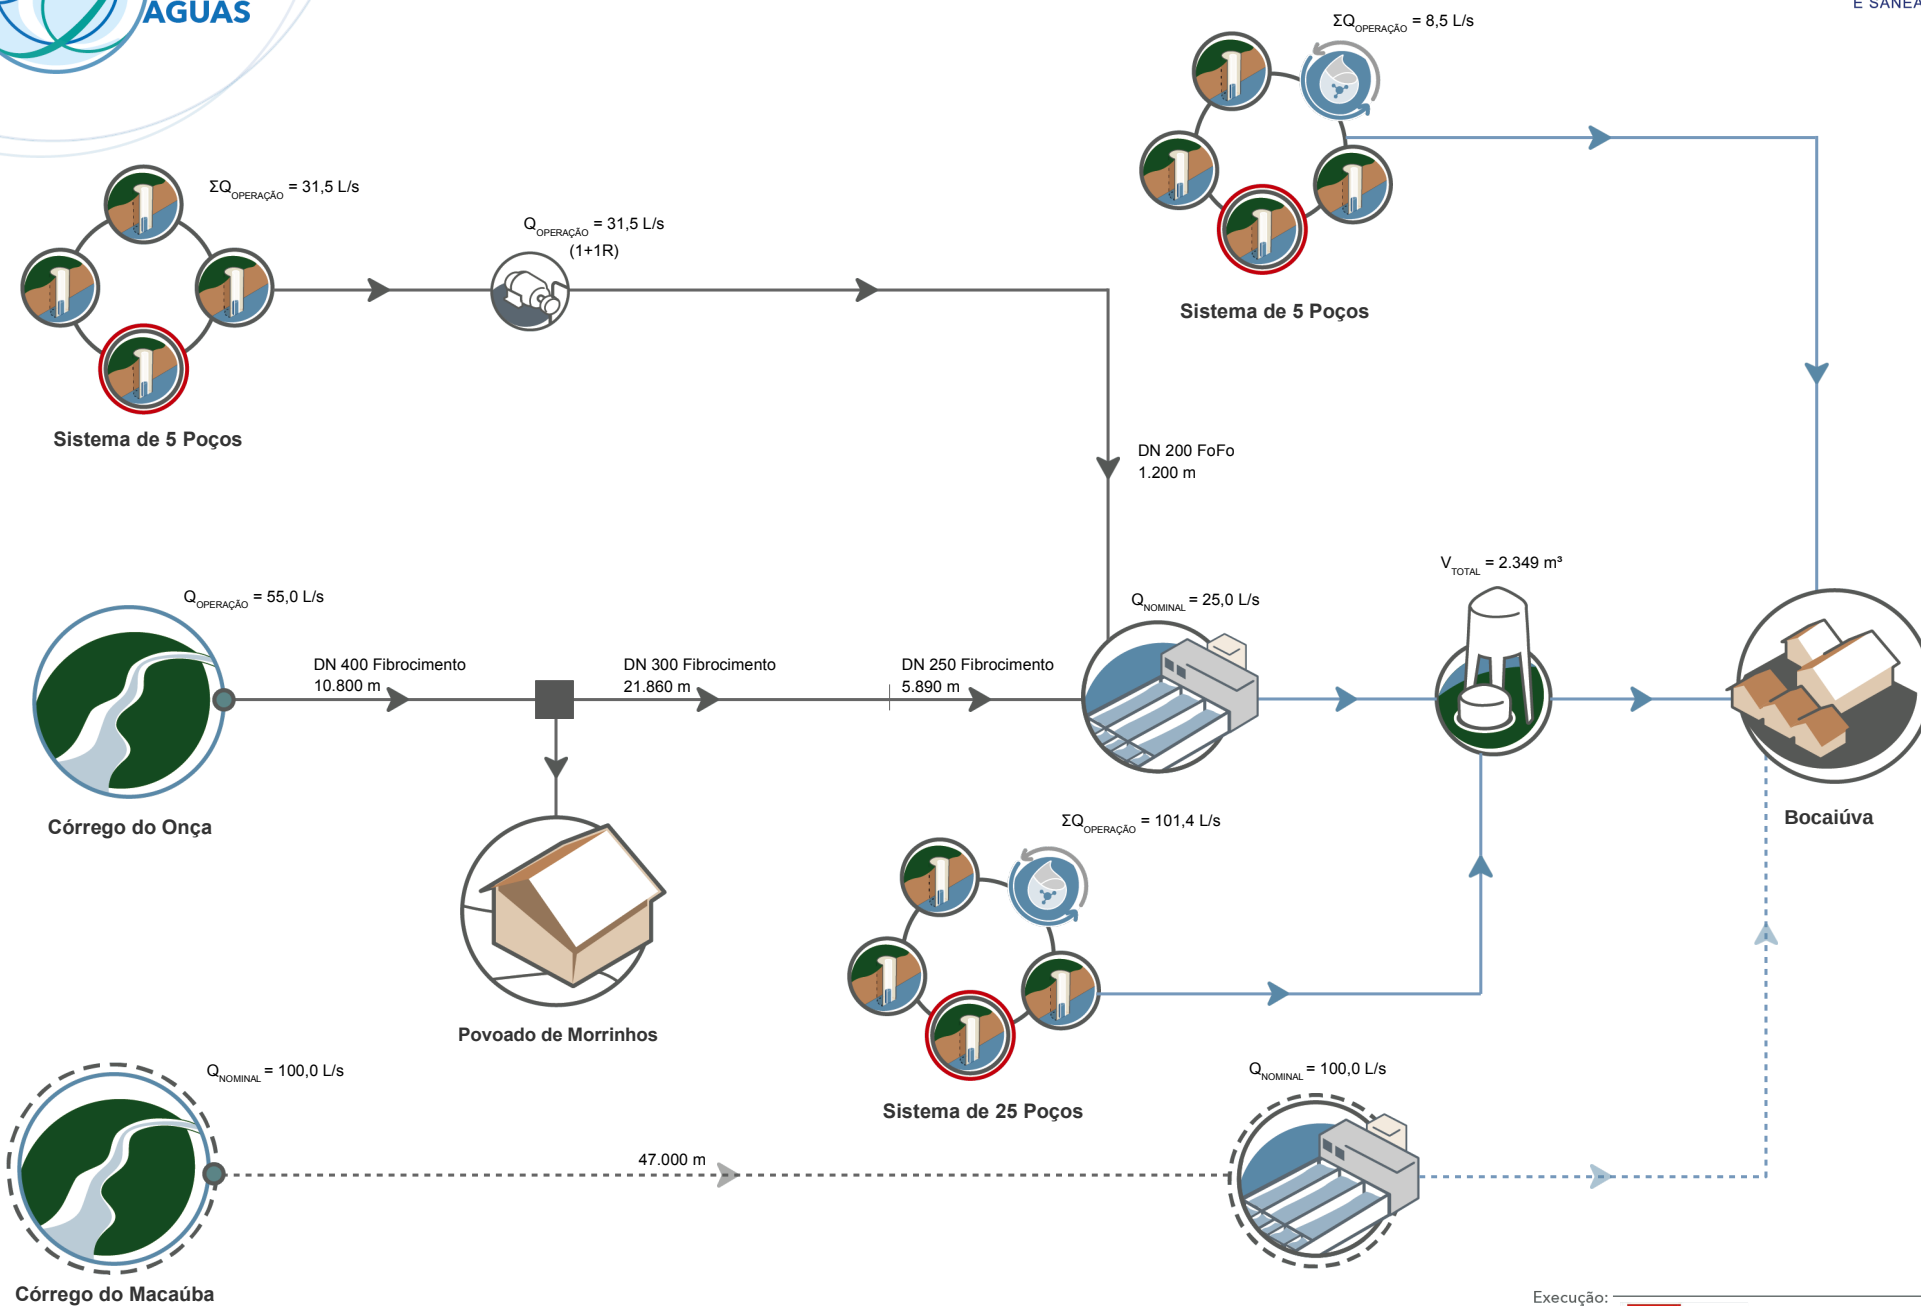 ÁGUAS
E SANEA
ΣQOPERAÇÃO = 8,5 L/s
ΣQOPERAÇÃO = 31,5 L/s
QOPERAÇÃO = 31,5 L/s
(1+1R)
Sistema de 5 Poços
Sistema de 5 Poços
DN 200 FoFo
1.200 m
VTOTAL = 2.349 m³
QOPERAÇÃO = 55,0 L/s
QNOMINAL = 25,0 L/s
DN 400 Fibrocimento
10.800 m
DN 300 Fibrocimento
21.860 m
DN 250 Fibrocimento
5.890 m
Córrego do Onça
Bocaiúva
ΣQOPERAÇÃO = 101,4 L/s
Povoado de Morrinhos
QNOMINAL = 100,0 L/s
QNOMINAL = 100,0 L/s
Sistema de 25 Poços
47.000 m
Córrego do Macaúba
Execução: